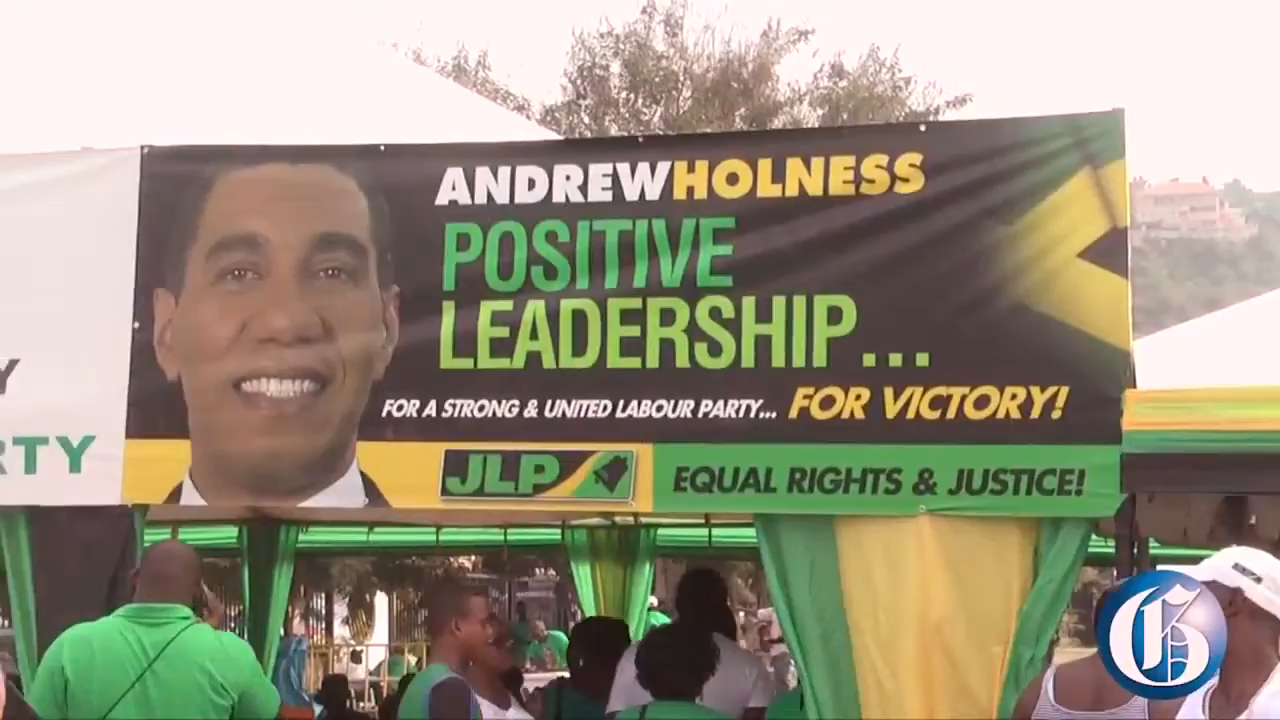 ANDREWHOLNESS
POSITIVE
LEADERSHIP...
FOR A STRONG & UNITED LABOUR PARTY... FOR VICTORY!
JLP
EQUAL RIGHTS & JUSTICE!
Y
RTY
G